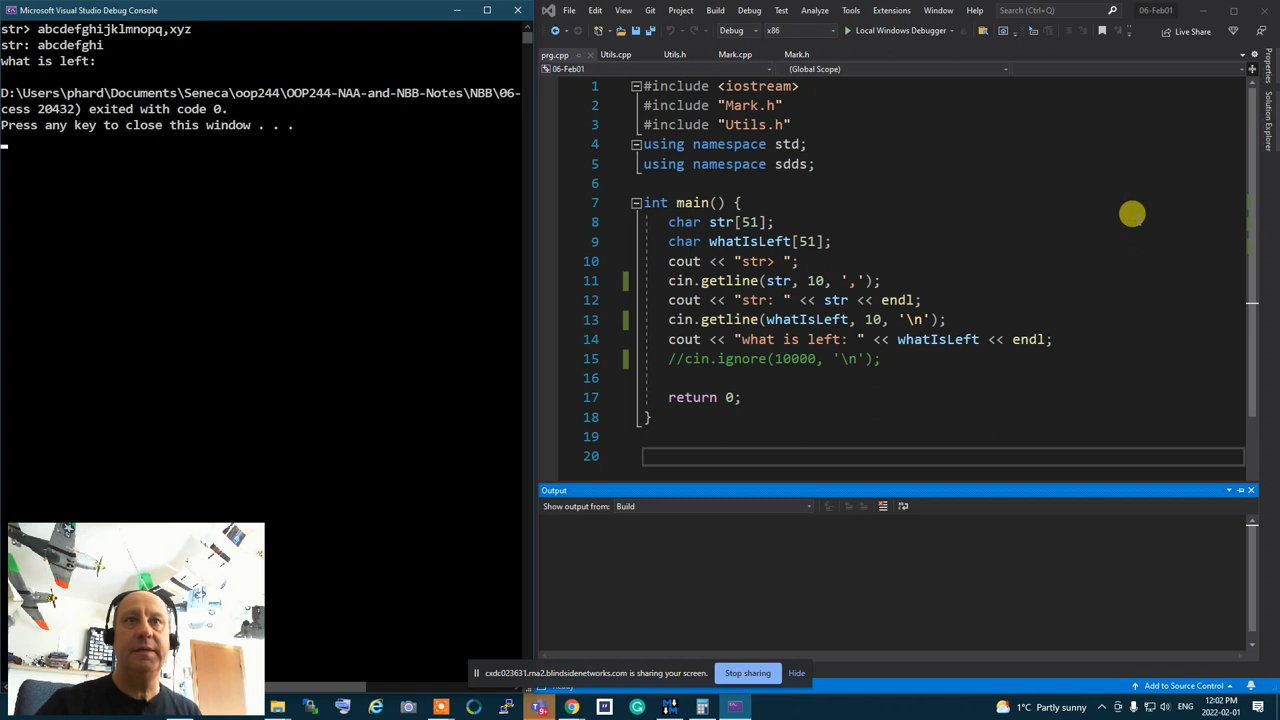 Microsoft Visual Studio Debug Console
str> abcdefghijklmnopq,xyz
str: abcdefghi
what is left:
D:\Users\phard\Documents\Seneca\oop244\OOP244-NAA-and-NBB-Notes\NBB\06-
cess 20432) exited with code 0.
Press any key to close this window . . .
File Edit View Git Project Build Debug Test Analyze Tools Extensions Window Help Search (Ctrl+Q) 06-Feb01
Debug x86 Local Windows Debugger Live Share
prg.cpp Utils.cpp Utils.h Mark.cpp Mark.h
06-Feb01 (Global Scope)
Properties
Solution Explorer
1 #include <iostream>
2 #include "Mark.h"
3 #include "Utils.h"
4 using namespace std;
5 using namespace sdds;
6
7 int main() {
8 char str[51];
9 char whatIsLeft[51];
10 cout << "str> ";
11 cin.getline(str, 10, ',');
12 cout << "str: " << str << endl;
13 cin.getline(whatIsLeft, 10, '\n');
14 cout << "what is left: " << whatIsLeft << endl;
15 //cin.ignore(10000, '\n');
16
17 return 0;
18 }
19
20
Output
Show output from: Build
cxdc023631.rna2.blindsidenetworks.com is sharing your screen. Stop sharing Hide
Ready Add to Source Control
1°C Partly sunny 12:02 PM
2022-02-01